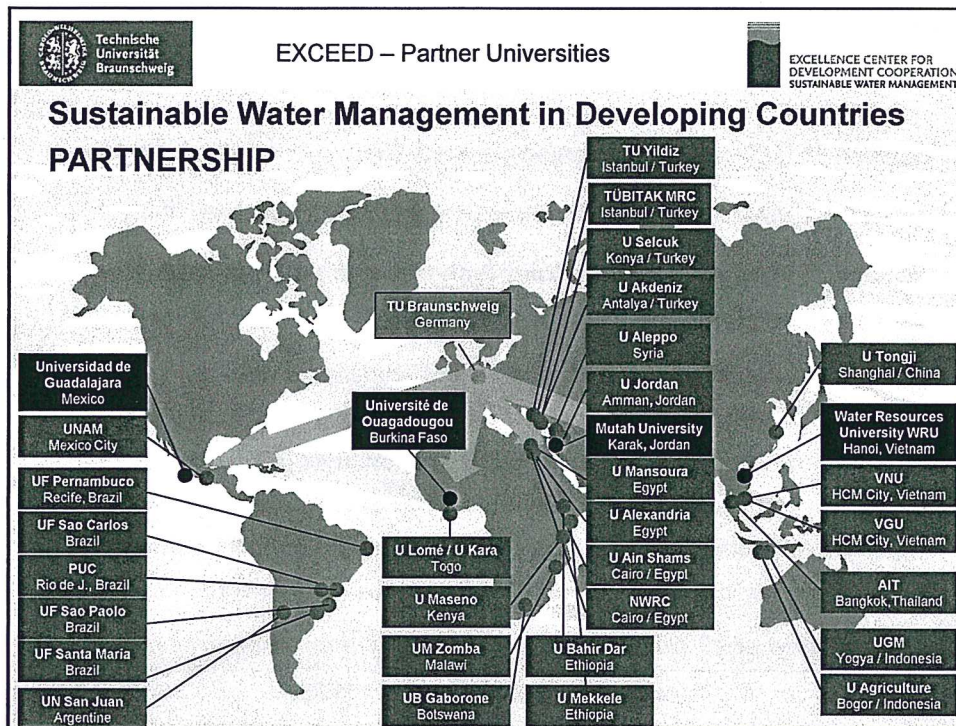 Technische
Universität
Braunschweig
EXCEED – Partner Universities
EXCELLENCE CENTER FOR
DEVELOPMENT COOPERATION
SUSTAINABLE WATER MANAGEMENT
Sustainable Water Management in Developing Countries
PARTNERSHIP
TU Yildiz
Istanbul / Turkey
TÜBITAK MRC
Istanbul / Turkey
U Selcuk
Konya / Turkey
U Akdeniz
Antalya / Turkey
U Aleppo
Syria
U Jordan
Amman, Jordan
Mutah University
Karak, Jordan
U Mansoura
Egypt
U Alexandria
Egypt
U Ain Shams
Cairo / Egypt
NWRC
Cairo / Egypt
TU Braunschweig
Germany
Université de
Ouagadougou
Burkina Faso
Universidad de
Guadalajara
Mexico
UNAM
Mexico City
UF Pernambuco
Recife, Brazil
UF Sao Carlos
Brazil
PUC
Rio de J., Brazil
UF Sao Paolo
Brazil
UF Santa Maria
Brazil
UN San Juan
Argentine
U Lomé / U Kara
Togo
U Maseno
Kenya
UM Zomba
Malawi
UB Gaborone
Botswana
U Bahir Dar
Ethiopia
U Mekkele
Ethiopia
U Tongji
Shanghai / China
Water Resources
University WRU
Hanoi, Vietnam
VNU
HCM City, Vietnam
VGU
HCM City, Vietnam
AIT
Bangkok,Thailand
UGM
Yogya / Indonesia
U Agriculture
Bogor / Indonesia